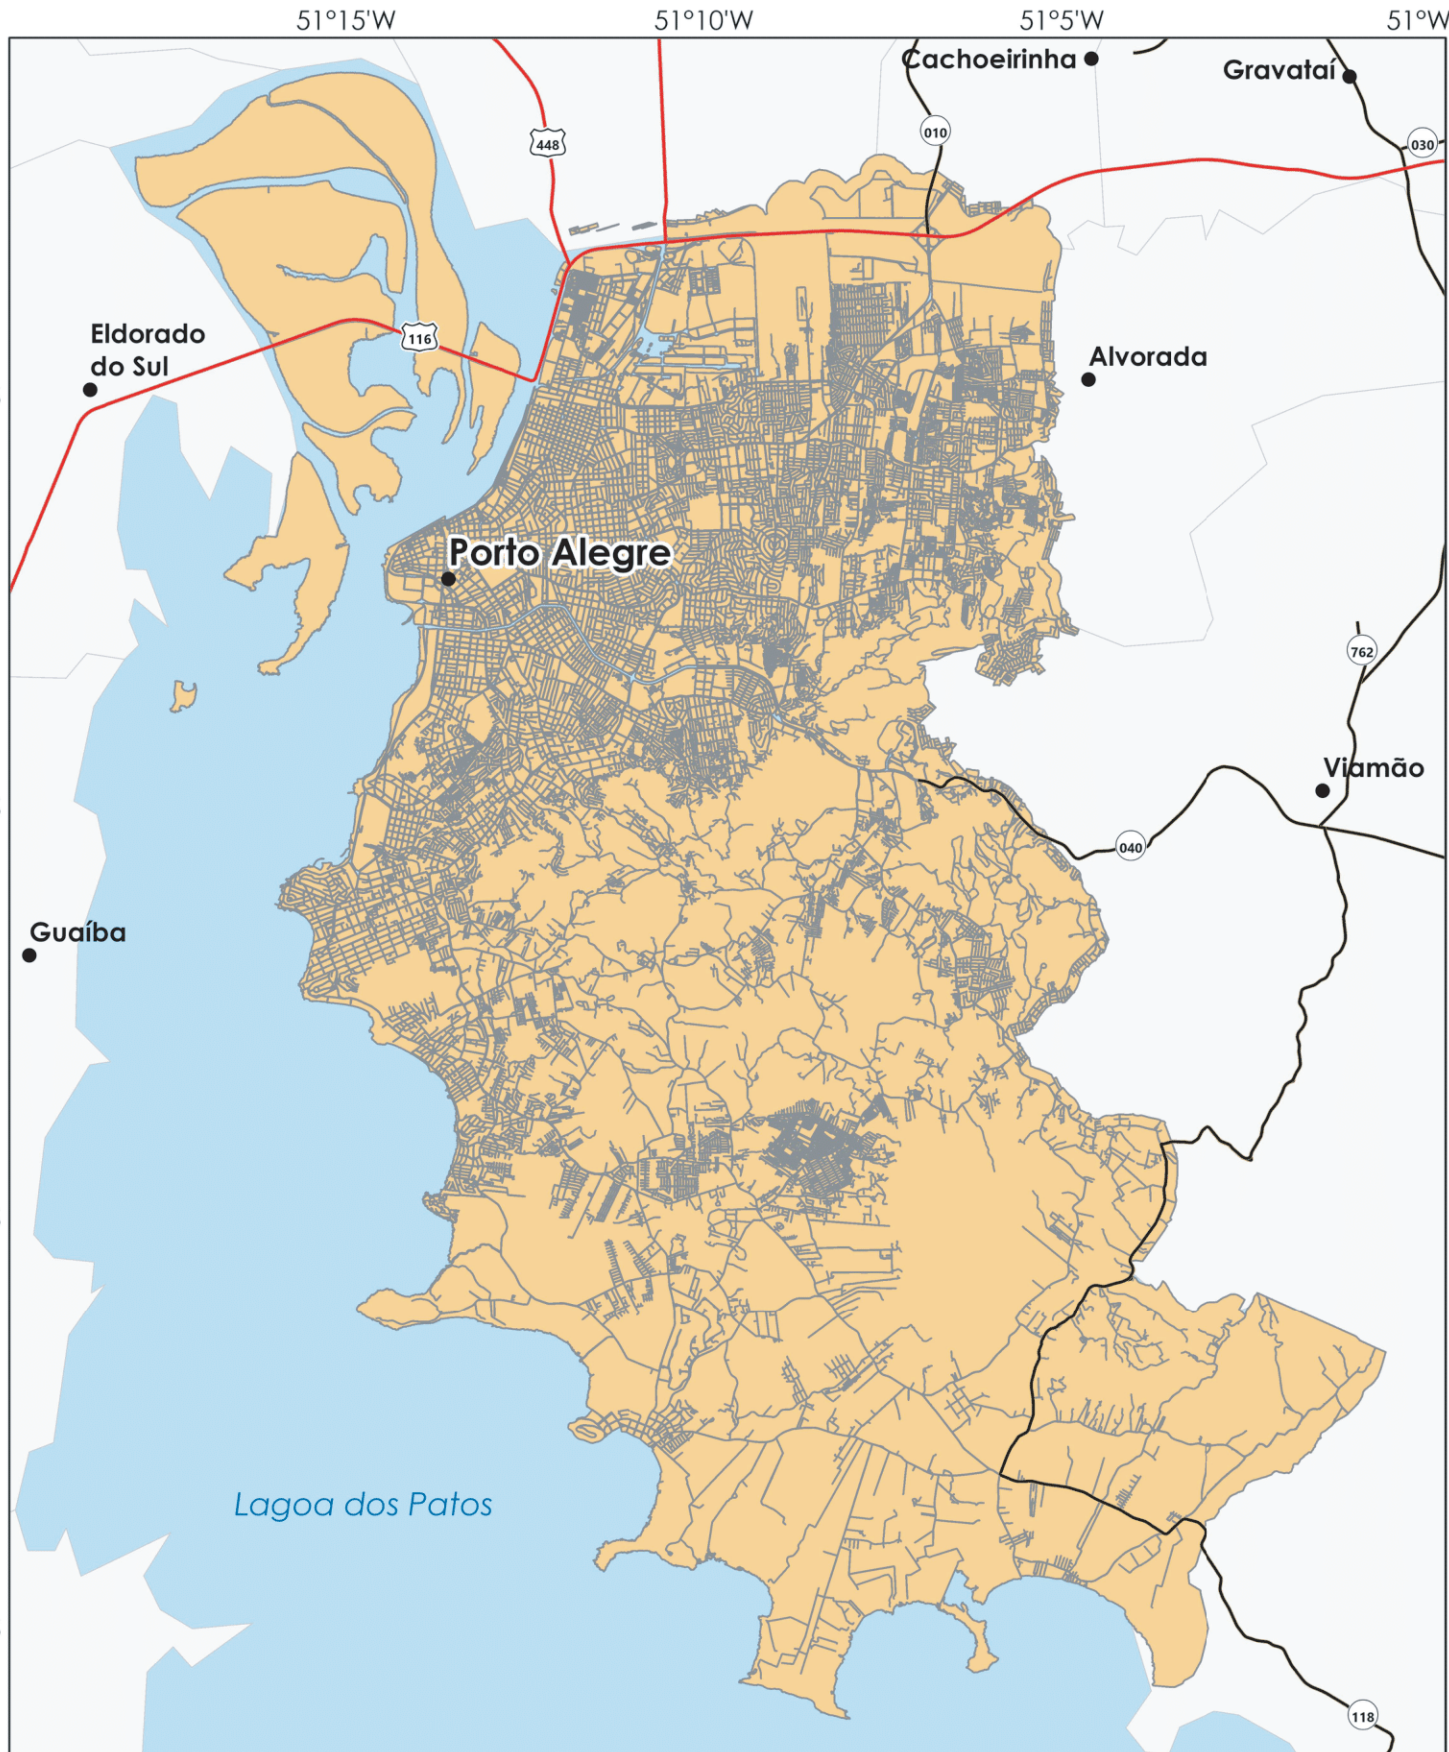 51°15'W 51°10'W 51°5'W 51°W
Cachoeirinha
Gravataí
010
448
030
Eldorado
do Sul
116
Alvorada
Porto Alegre
762
Viamão
040
Guaíba
Lagoa dos Patos
118